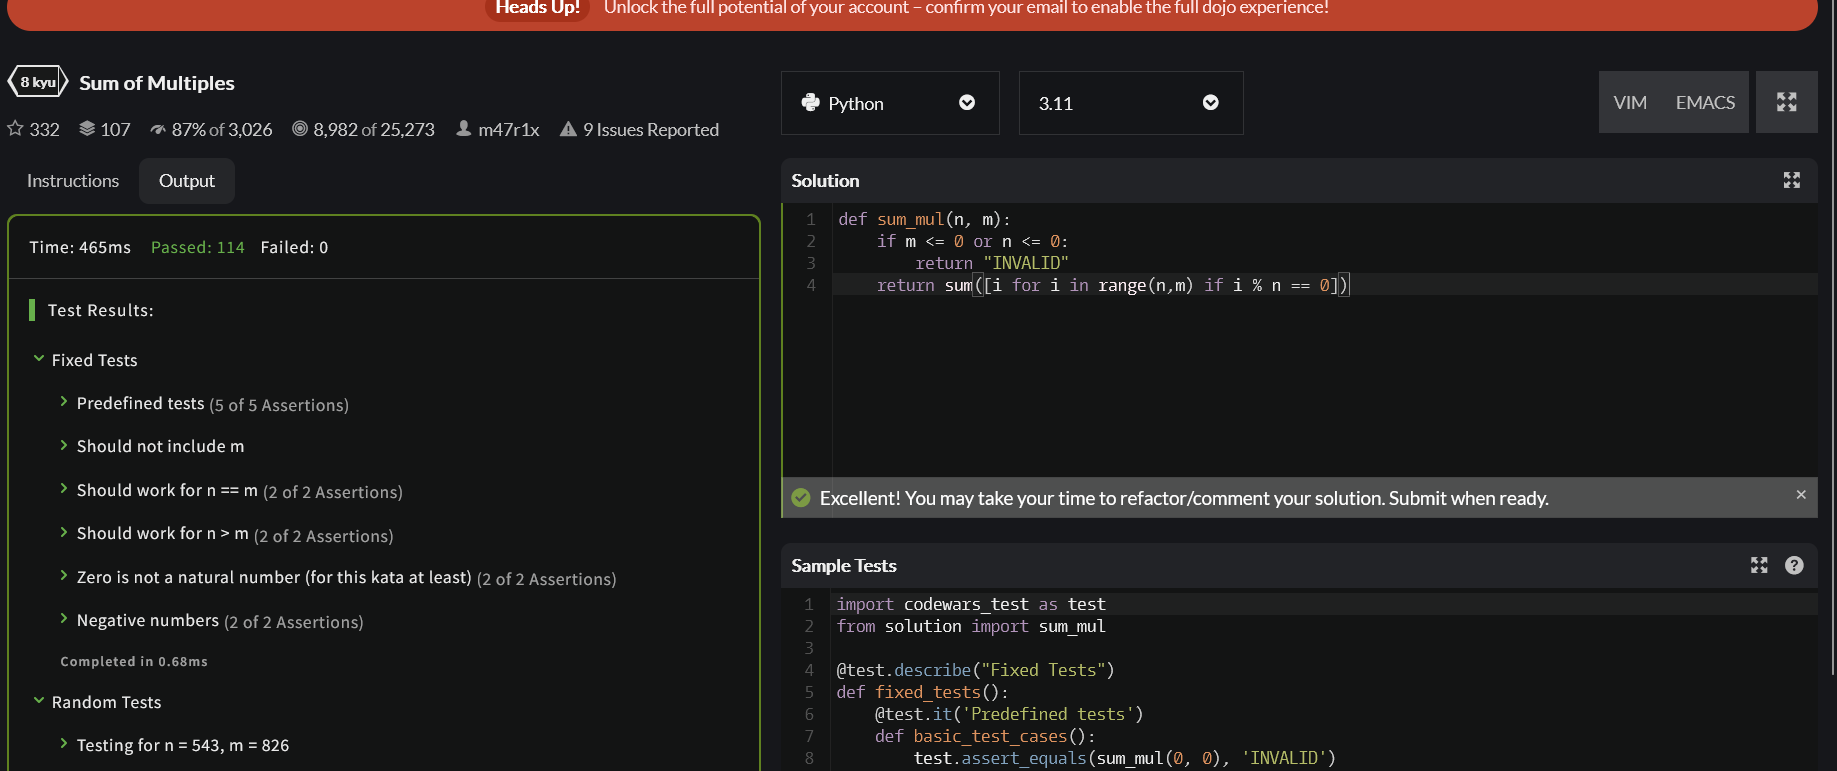 Heads Up! Unlock the full potential of your account – confirm your email to enable the full dojo experience!
8 kyu Sum of Multiples
332 107 87% of 3,026 8,982 of 25,273 m47r1x 9 Issues Reported
Instructions Output
Time: 465ms Passed: 114 Failed: 0
Test Results:
Fixed Tests
Predefined tests (5 of 5 Assertions)
Should not include m
Should work for n == m (2 of 2 Assertions)
Should work for n > m (2 of 2 Assertions)
Zero is not a natural number (for this kata at least) (2 of 2 Assertions)
Negative numbers (2 of 2 Assertions)
Completed in 0.68ms
Random Tests
Testing for n = 543, m = 826
Python 3.11 VIM EMACS
Solution
1 def sum_mul(n, m):
2     if m <= 0 or n <= 0:
3         return "INVALID"
4     return sum([i for i in range(n,m) if i % n == 0])
Excellent! You may take your time to refactor/comment your solution. Submit when ready. ×
Sample Tests ?
1 import codewars_test as test
2 from solution import sum_mul
3
4 @test.describe("Fixed Tests")
5 def fixed_tests():
6     @test.it('Predefined tests')
7     def basic_test_cases():
8         test.assert_equals(sum_mul(0, 0), 'INVALID')